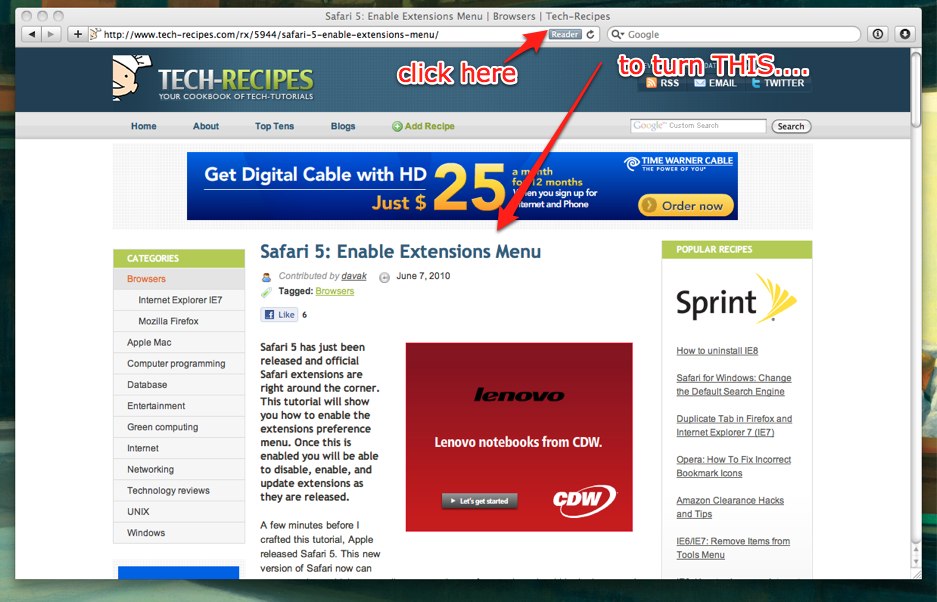 Safari 5: Enable Extensions Menu | Browsers | Tech-Recipes
http://www.tech-recipes.com/rx/5944/safari-5-enable-extensions-menu/
Reader
Google
click here
to turn THIS....
TECH-RECIPES
YOUR COOKBOOK OF TECH-TUTORIALS
RSS
EMAIL
TWITTER
Home
About
Top Tens
Blogs
Add Recipe
Google™ Custom Search
Search
Get Digital Cable with HD
Just $25
a month
for 12 months
When you sign up for
Internet and Phone
TIME WARNER CABLE
THE POWER OF YOU™
Order now
CATEGORIES
Browsers
Internet Explorer IE7
Mozilla Firefox
Apple Mac
Computer programming
Database
Entertainment
Green computing
Internet
Networking
Technology reviews
UNIX
Windows
Safari 5: Enable Extensions Menu
Contributed by davak
June 7, 2010
Tagged: Browsers
Like 6
Safari 5 has just been
released and official
Safari extensions are
right around the corner.
This tutorial will show
you how to enable the
extensions preference
menu. Once this is
enabled you will be able
to disable, enable, and
update extensions as
they are released.
A few minutes before I
crafted this tutorial, Apple
released Safari 5. This new
version of Safari now can
lenovo
Lenovo notebooks from CDW.
Let's get started
CDW
POPULAR RECIPES
Sprint
How to uninstall IE8
Safari for Windows: Change
the Default Search Engine
Duplicate Tab in Firefox and
Internet Explorer 7 (IE7)
Opera: How To Fix Incorrect
Bookmark Icons
Amazon Clearance Hacks
and Tips
IE6/IE7: Remove Items from
Tools Menu